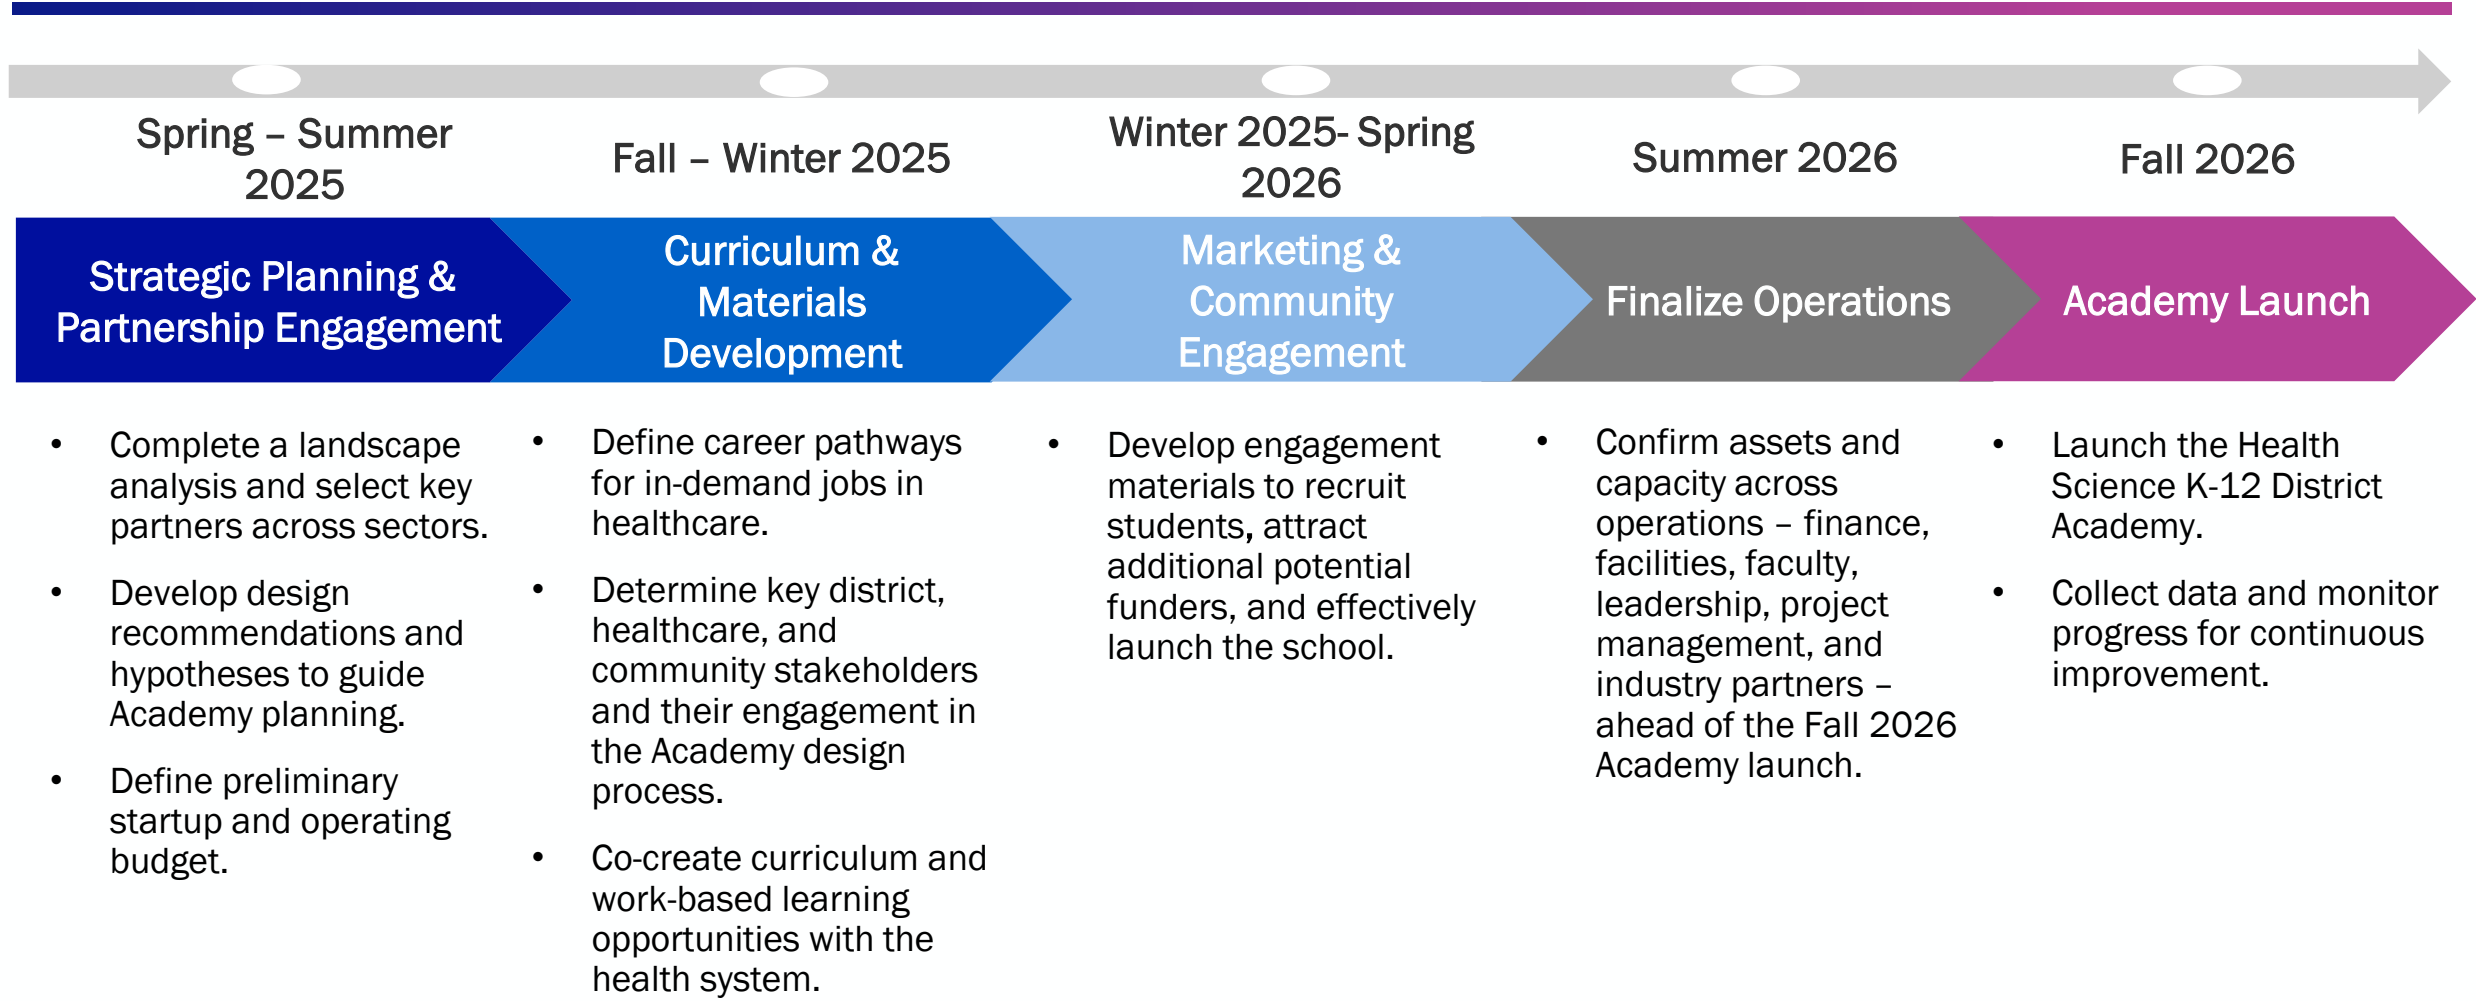 Spring – Summer
2025
Fall – Winter 2025
Winter 2025- Spring
2026
Summer 2026
Fall 2026
Strategic Planning &
Partnership Engagement
Curriculum &
Materials
Development
Marketing &
Community
Engagement
Finalize Operations
Academy Launch
• Complete a landscape
analysis and select key
partners across sectors.
• Develop design
recommendations and
hypotheses to guide
Academy planning.
• Define preliminary
startup and operating
budget.
• Define career pathways
for in-demand jobs in
healthcare.
• Determine key district,
healthcare, and
community stakeholders
and their engagement in
the Academy design
process.
• Co-create curriculum and
work-based learning
opportunities with the
health system.
• Develop engagement
materials to recruit
students, attract
additional potential
funders, and effectively
launch the school.
• Confirm assets and
capacity across
operations – finance,
facilities, faculty,
leadership, project
management, and
industry partners –
ahead of the Fall 2026
Academy launch.
• Launch the Health
Science K-12 District
Academy.
• Collect data and monitor
progress for continuous
improvement.